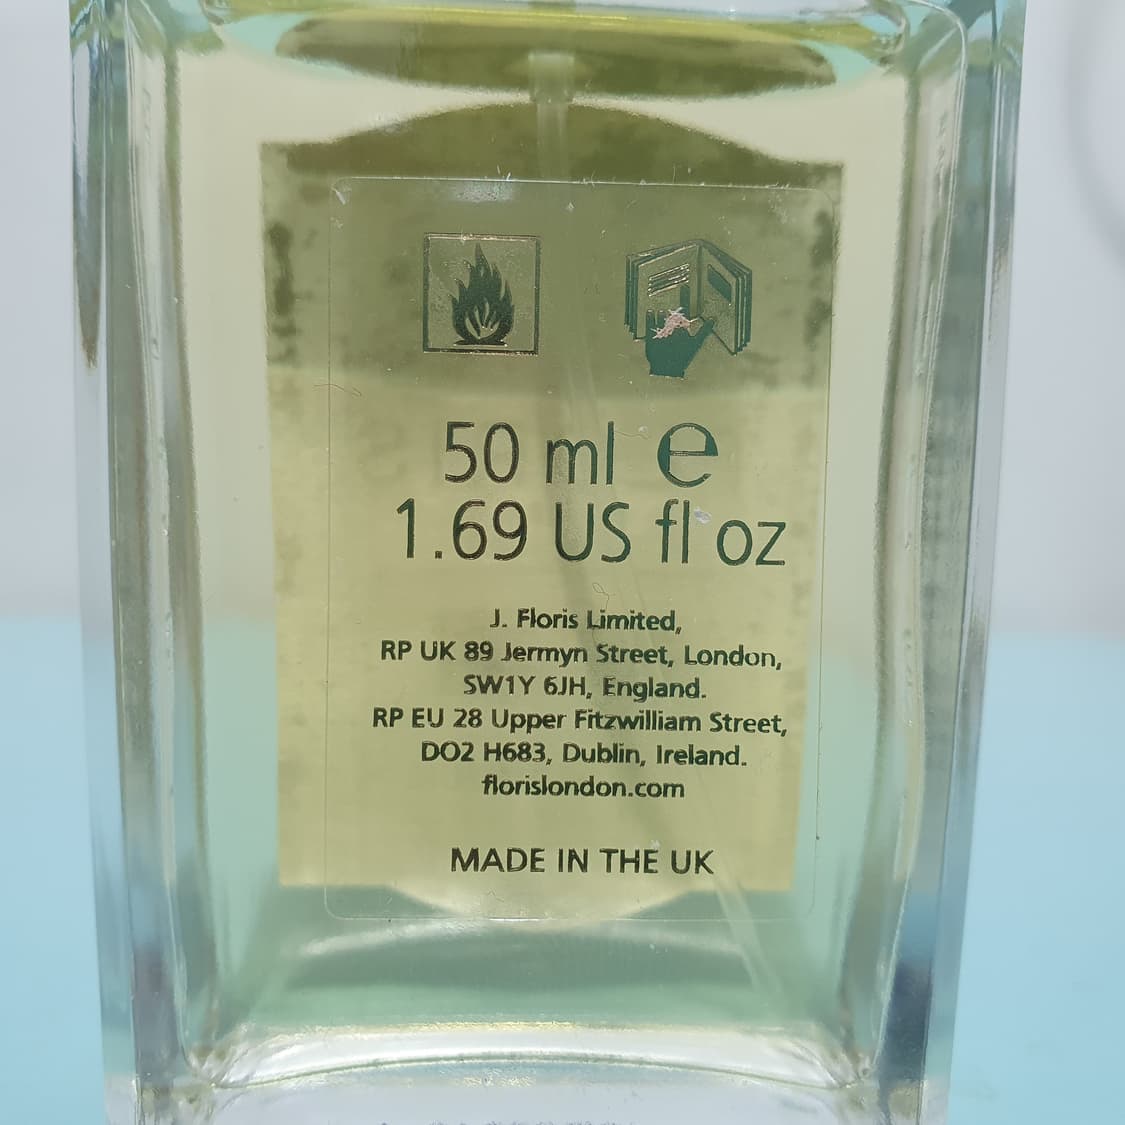 50 ml e
1.69 US fl oz
J. Floris Limited,
RP UK 89 Jermyn Street, London,
SW1Y 6JH, England.
RP EU 28 Upper Fitzwilliam Street,
DO2 H683, Dublin, Ireland.
florislondon.com
MADE IN THE UK